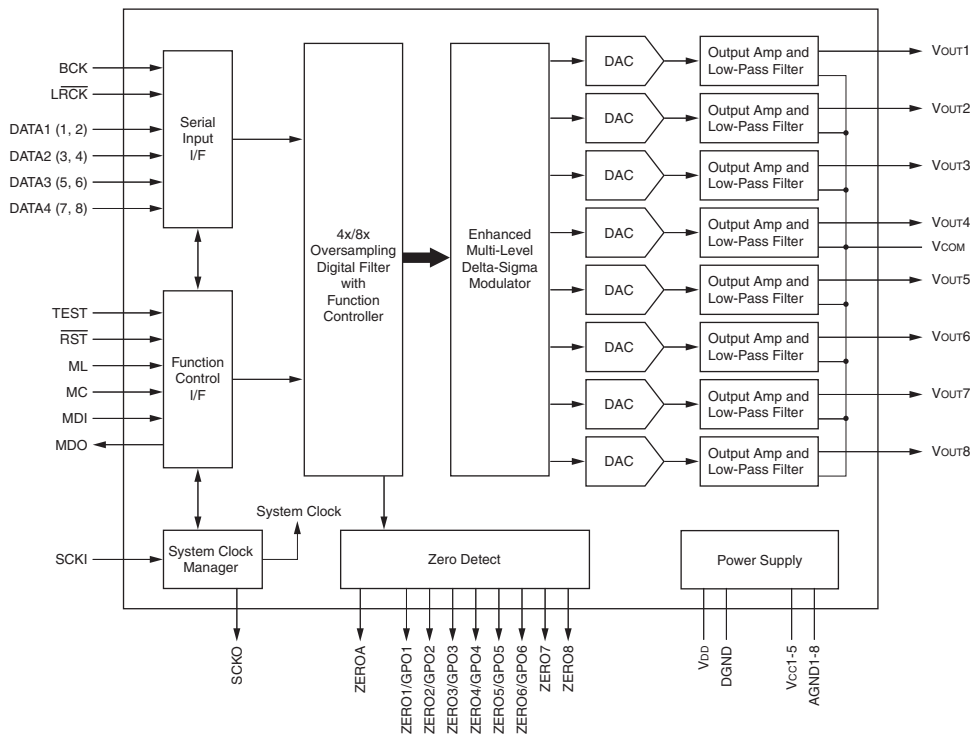 BCK
LRCK
DATA1 (1, 2)
DATA2 (3, 4)
DATA3 (5, 6)
DATA4 (7, 8)
Serial
Input
I/F
TEST
RST
ML
MC
MDI
MDO
Function
Control
I/F
SCKI
System Clock
Manager
System Clock
SCKO
4x/8x
Oversampling
Digital Filter
with
Function
Controller
Enhanced
Multi-Level
Delta-Sigma
Modulator
DAC
Output Amp and
Low-Pass Filter
VOUT1
DAC
Output Amp and
Low-Pass Filter
VOUT2
DAC
Output Amp and
Low-Pass Filter
VOUT3
DAC
Output Amp and
Low-Pass Filter
VOUT4
VCOM
DAC
Output Amp and
Low-Pass Filter
VOUT5
DAC
Output Amp and
Low-Pass Filter
VOUT6
DAC
Output Amp and
Low-Pass Filter
VOUT7
DAC
Output Amp and
Low-Pass Filter
VOUT8
Zero Detect
ZEROA
ZERO1/GPO1
ZERO2/GPO2
ZERO3/GPO3
ZERO4/GPO4
ZERO5/GPO5
ZERO6/GPO6
ZERO7
ZERO8
Power Supply
VDD
DGND
VCC1-5
AGND1-8